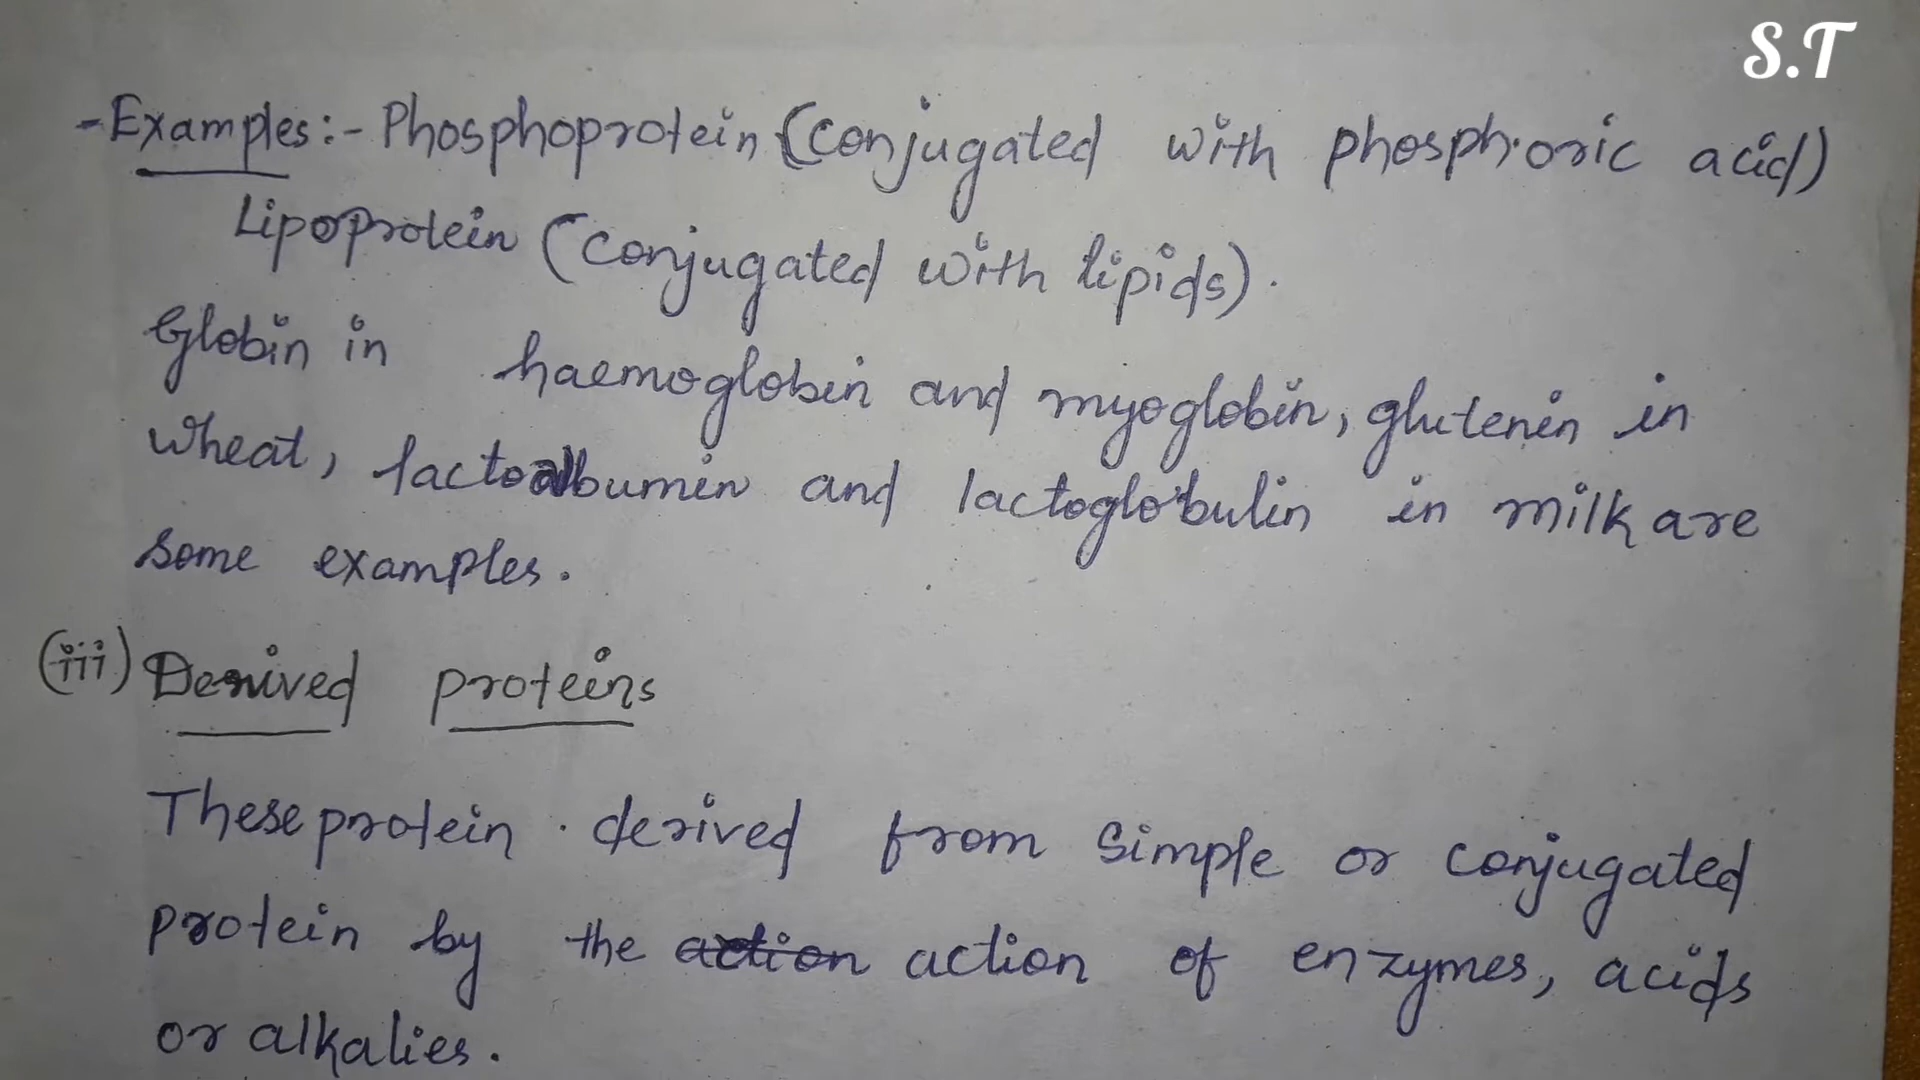 S.T
-Examples:- Phosphoprotein (conjugated with phosphoric acid)
Lipoprotein (conjugated with lipids).
Globin in haemoglobin and myoglobin, glutenin in
wheat, lactoalbumin and lactoglobulin in milk are
some examples.
(iii) Derived proteins
These protein derived from simple or conjugated
protein by the action action of enzymes, acids
or alkalies.